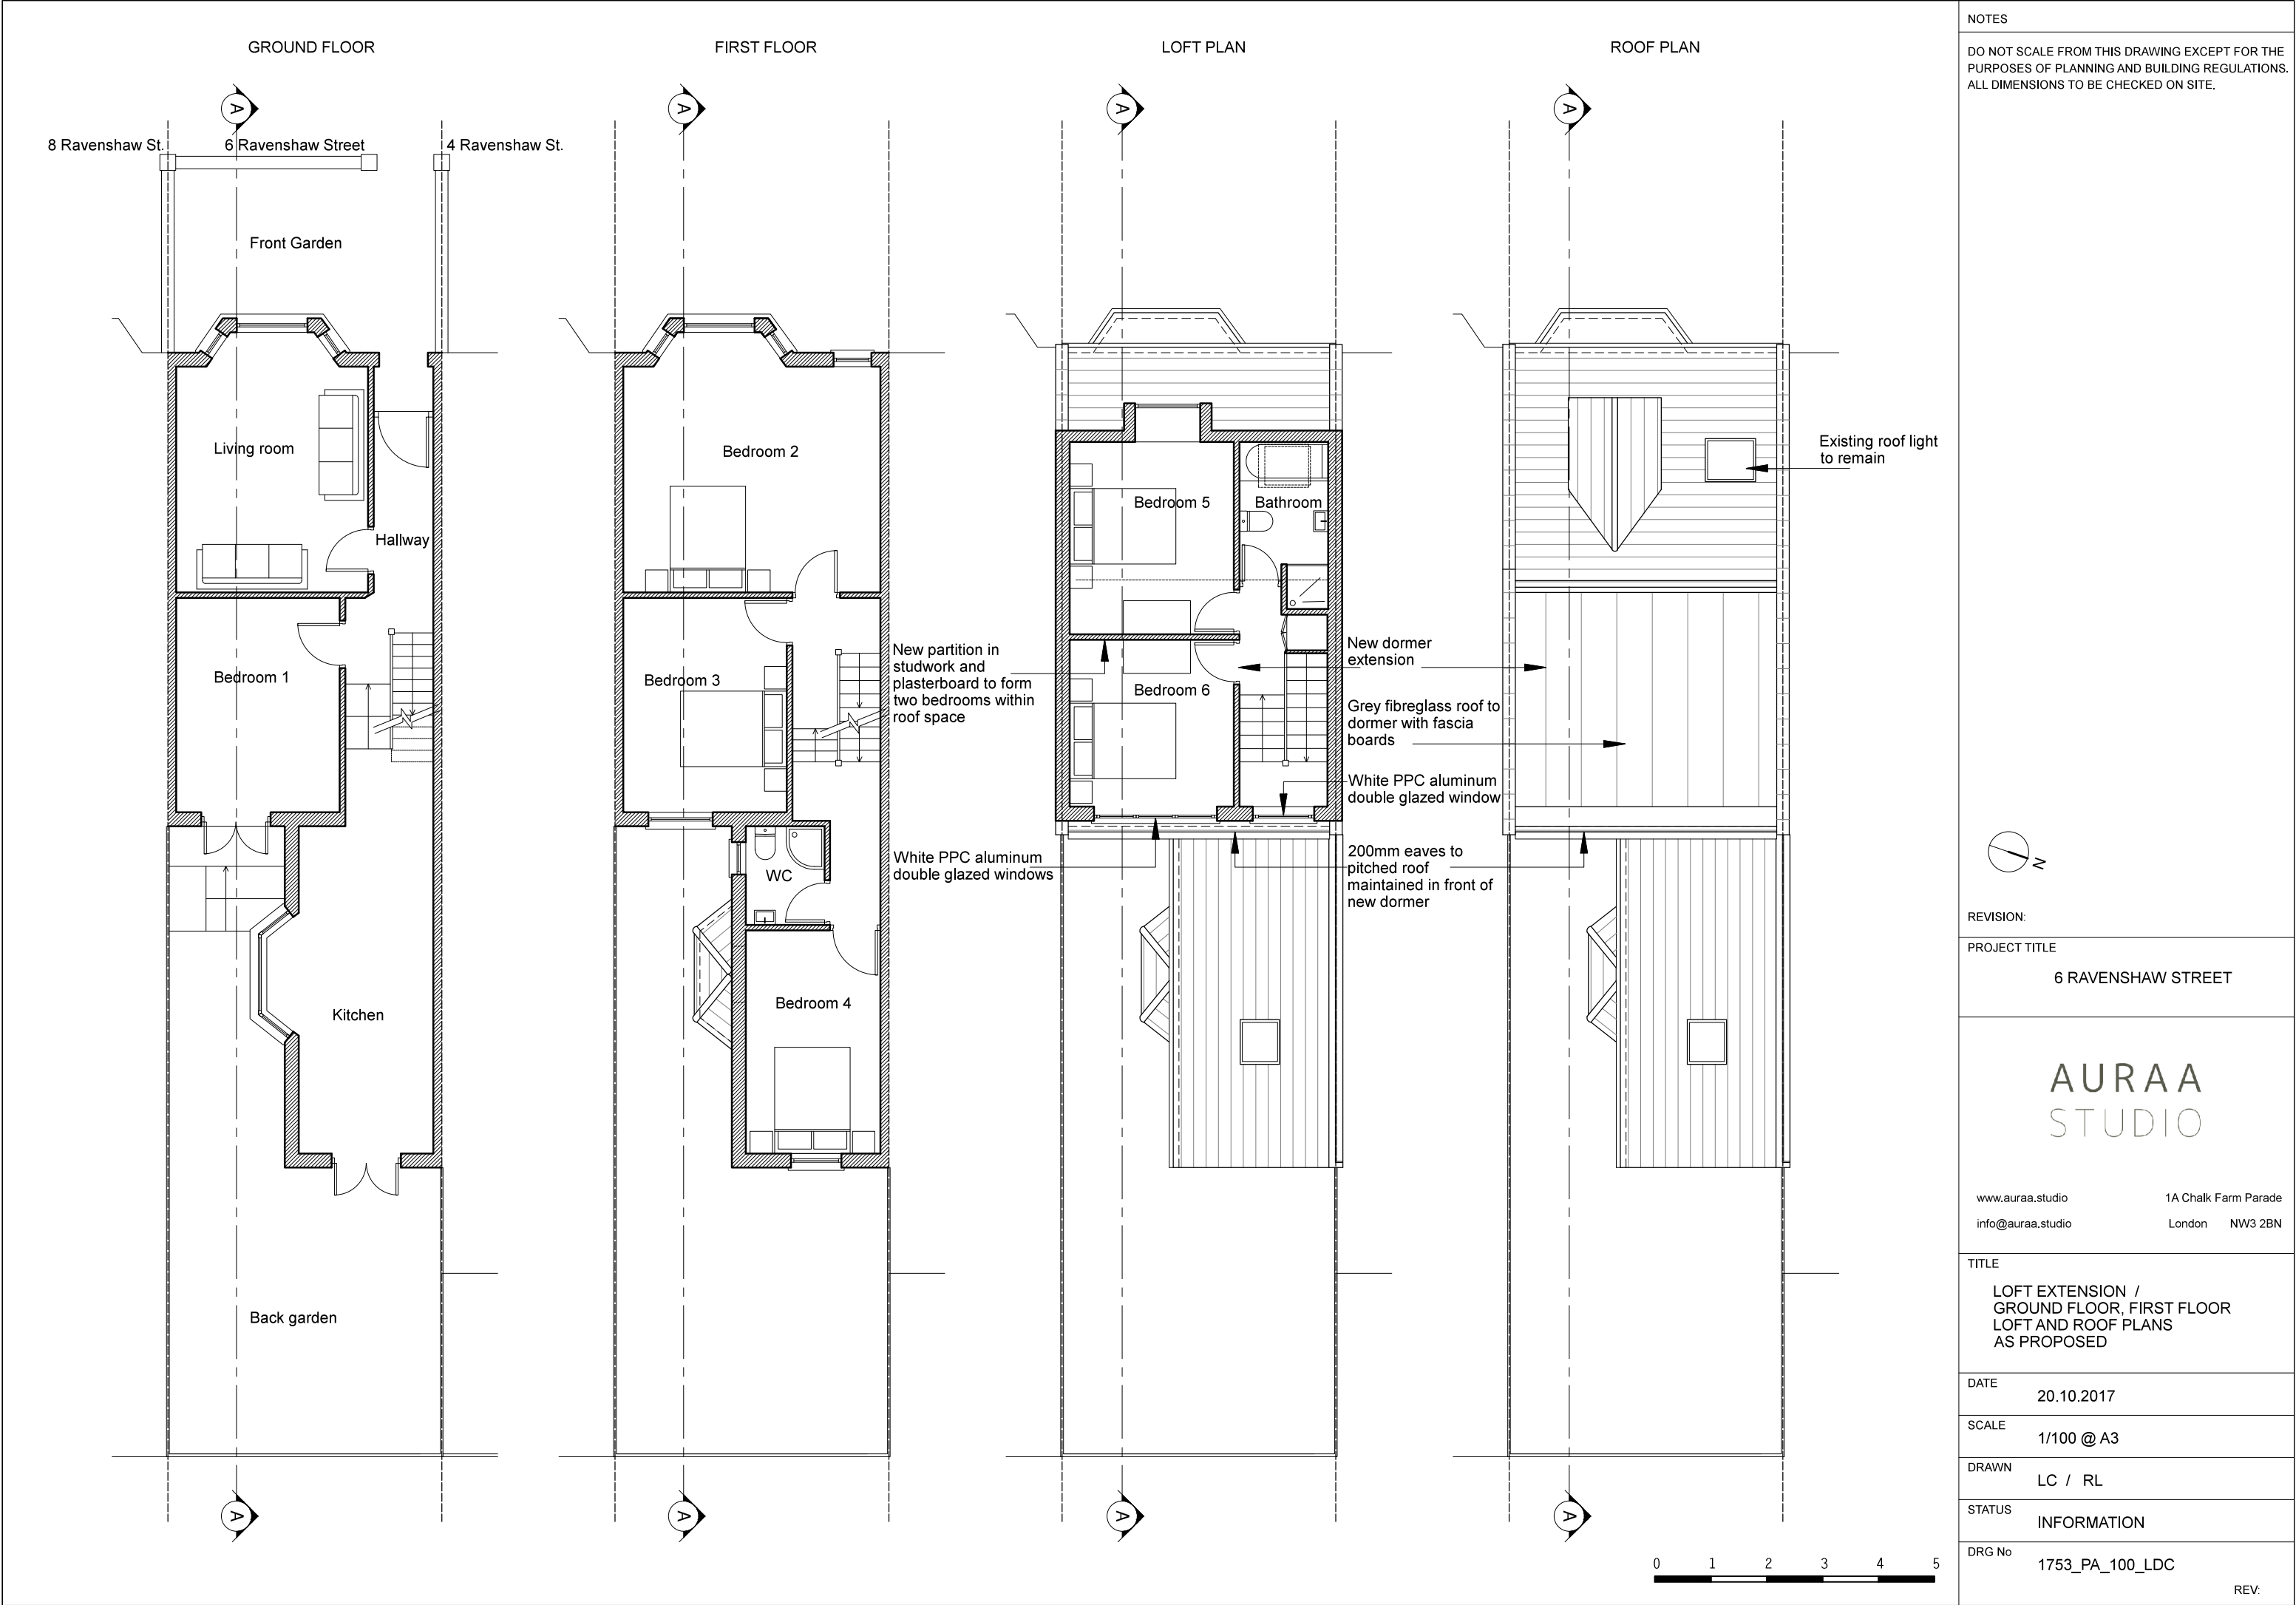 GROUND FLOOR
FIRST FLOOR
LOFT PLAN
ROOF PLAN
A
A
A
A
8 Ravenshaw St.
6 Ravenshaw Street
4 Ravenshaw St.
Front Garden
Living room
Hallway
Bedroom 1
Kitchen
Back garden
Bedroom 2
Bedroom 3
WC
Bedroom 4
New partition in
studwork and
plasterboard to form
two bedrooms within
roof space
White PPC aluminum
double glazed windows
Bedroom 5
Bathroom
Bedroom 6
New dormer
extension
Grey fibreglass roof to
dormer with fascia
boards
White PPC aluminum
double glazed window
200mm eaves to
pitched roof
maintained in front of
new dormer
Existing roof light
to remain
A
A
A
A
0 1 2 3 4 5
NOTES
DO NOT SCALE FROM THIS DRAWING EXCEPT FOR THE
PURPOSES OF PLANNING AND BUILDING REGULATIONS.
ALL DIMENSIONS TO BE CHECKED ON SITE.
N
REVISION:
PROJECT TITLE
6 RAVENSHAW STREET
AURAA
STUDIO
www.auraa.studio 1A Chalk Farm Parade
info@auraa.studio London NW3 2BN
TITLE
LOFT EXTENSION /
GROUND FLOOR, FIRST FLOOR
LOFT AND ROOF PLANS
AS PROPOSED
DATE
20.10.2017
SCALE
1/100 @ A3
DRAWN
LC / RL
STATUS
INFORMATION
DRG No
1753_PA_100_LDC
REV: